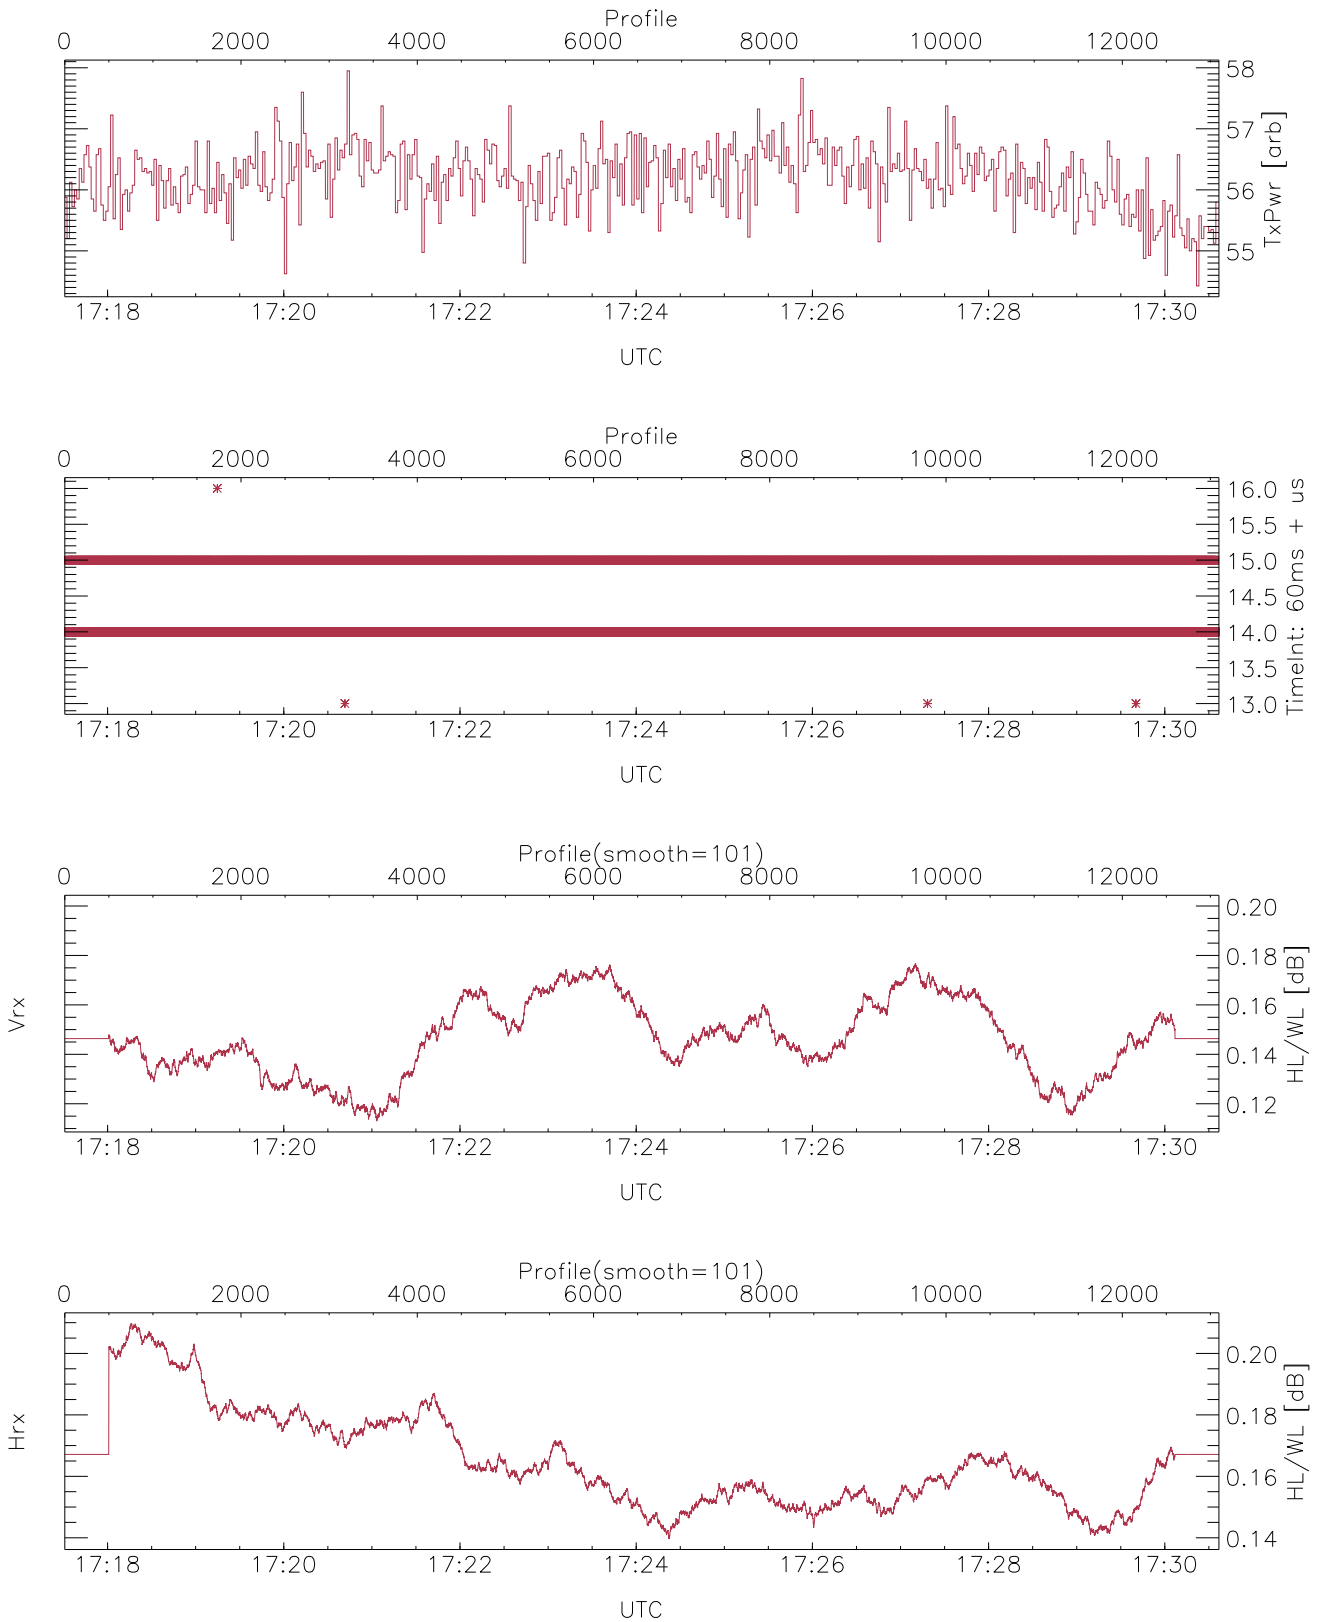 Profile
0 2000 4000 6000 8000 10000 12000
58
57
56
55
TxPwr [arb]
17:18 17:20 17:22 17:24 17:26 17:28 17:30
UTC
Profile
0 2000 4000 6000 8000 10000 12000
16.0
15.5
15.0
14.5
14.0
13.5
13.0
TimeInt: 60ms + us
17:18 17:20 17:22 17:24 17:26 17:28 17:30
UTC
Profile(smooth=101)
0 2000 4000 6000 8000 10000 12000
Vrx
0.20
0.18
0.16
0.14
0.12
HL/WL [dB]
17:18 17:20 17:22 17:24 17:26 17:28 17:30
UTC
Profile(smooth=101)
0 2000 4000 6000 8000 10000 12000
Hrx
0.20
0.18
0.16
0.14
HL/WL [dB]
17:18 17:20 17:22 17:24 17:26 17:28 17:30
UTC